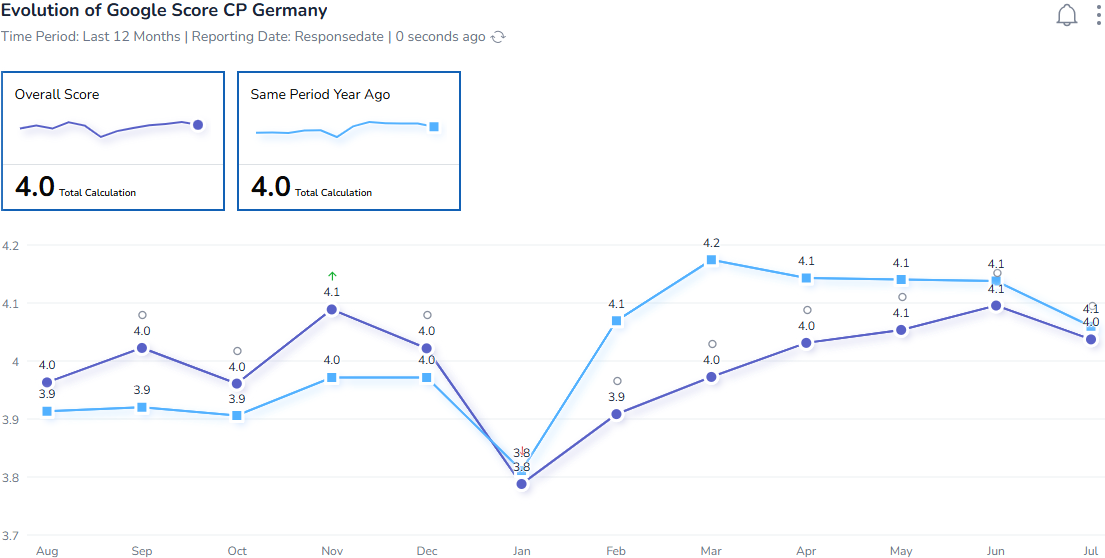 Evolution of Google Score CP Germany
Time Period: Last 12 Months | Reporting Date: Responsedate | 0 seconds ago
Overall Score
Same Period Year Ago
4.0 Total Calculation
4.0 Total Calculation
4.2
4.1
4
3.9
3.8
3.7
4.0
4.0
4.0
4.1
4.0
3.8
3.9
4.0
4.0
4.1
4.1
4.0
3.9
3.9
3.9
4.0
4.0
3.8
4.1
4.2
4.1
4.1
4.1
4.1
Aug
Sep
Oct
Nov
Dec
Jan
Feb
Mar
Apr
May
Jun
Jul